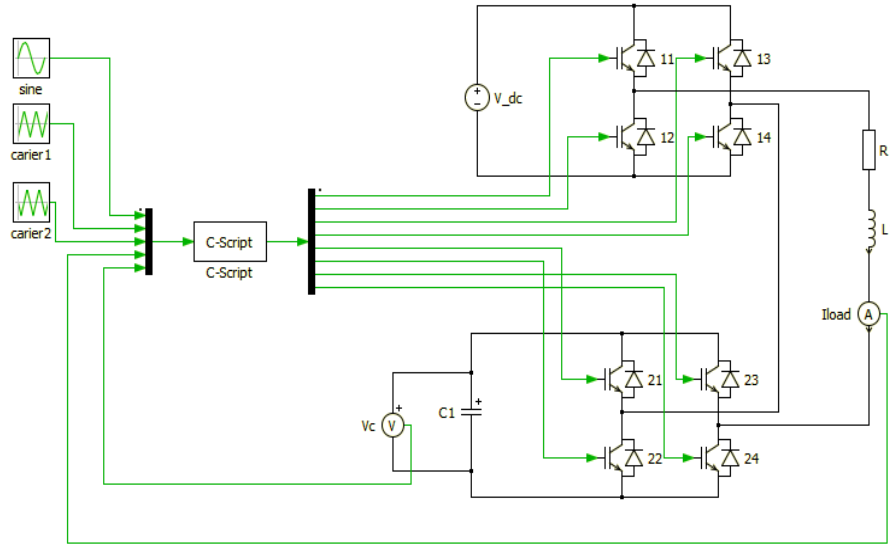 sine
carier1
carier2
C-Script
C-Script
V_dc
11
13
12
14
R
L
Iload
A
Vc
V
C1
21
23
22
24